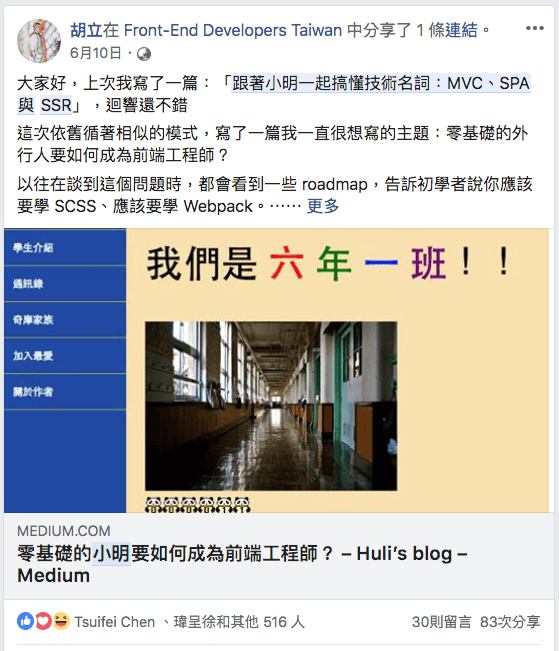 胡立在 Front-End Developers Taiwan 中分享了 1 條連結。
6月10日 ·
大家好，上次我寫了一篇：「跟著小明一起搞懂技術名詞：MVC、SPA
與 SSR」，迴響還不錯
這次依舊循著相似的模式，寫了一篇我一直很想寫的主題：零基礎的外
行人要如何成為前端工程師？
以往在談到這個問題時，都會看到一些 roadmap，告訴初學者說你應該
要學 SCSS、應該要學 Webpack。⋯⋯ 更多
學生介紹
通訊錄
奇摩家族
加入最愛
關於作者
我們是 六 年 一 班！！
MEDIUM.COM
零基礎的小明要如何成為前端工程師？ – Huli’s blog –
Medium
Tsuifei Chen 、瑋呈徐和其他 516 人
30則留言 83次分享